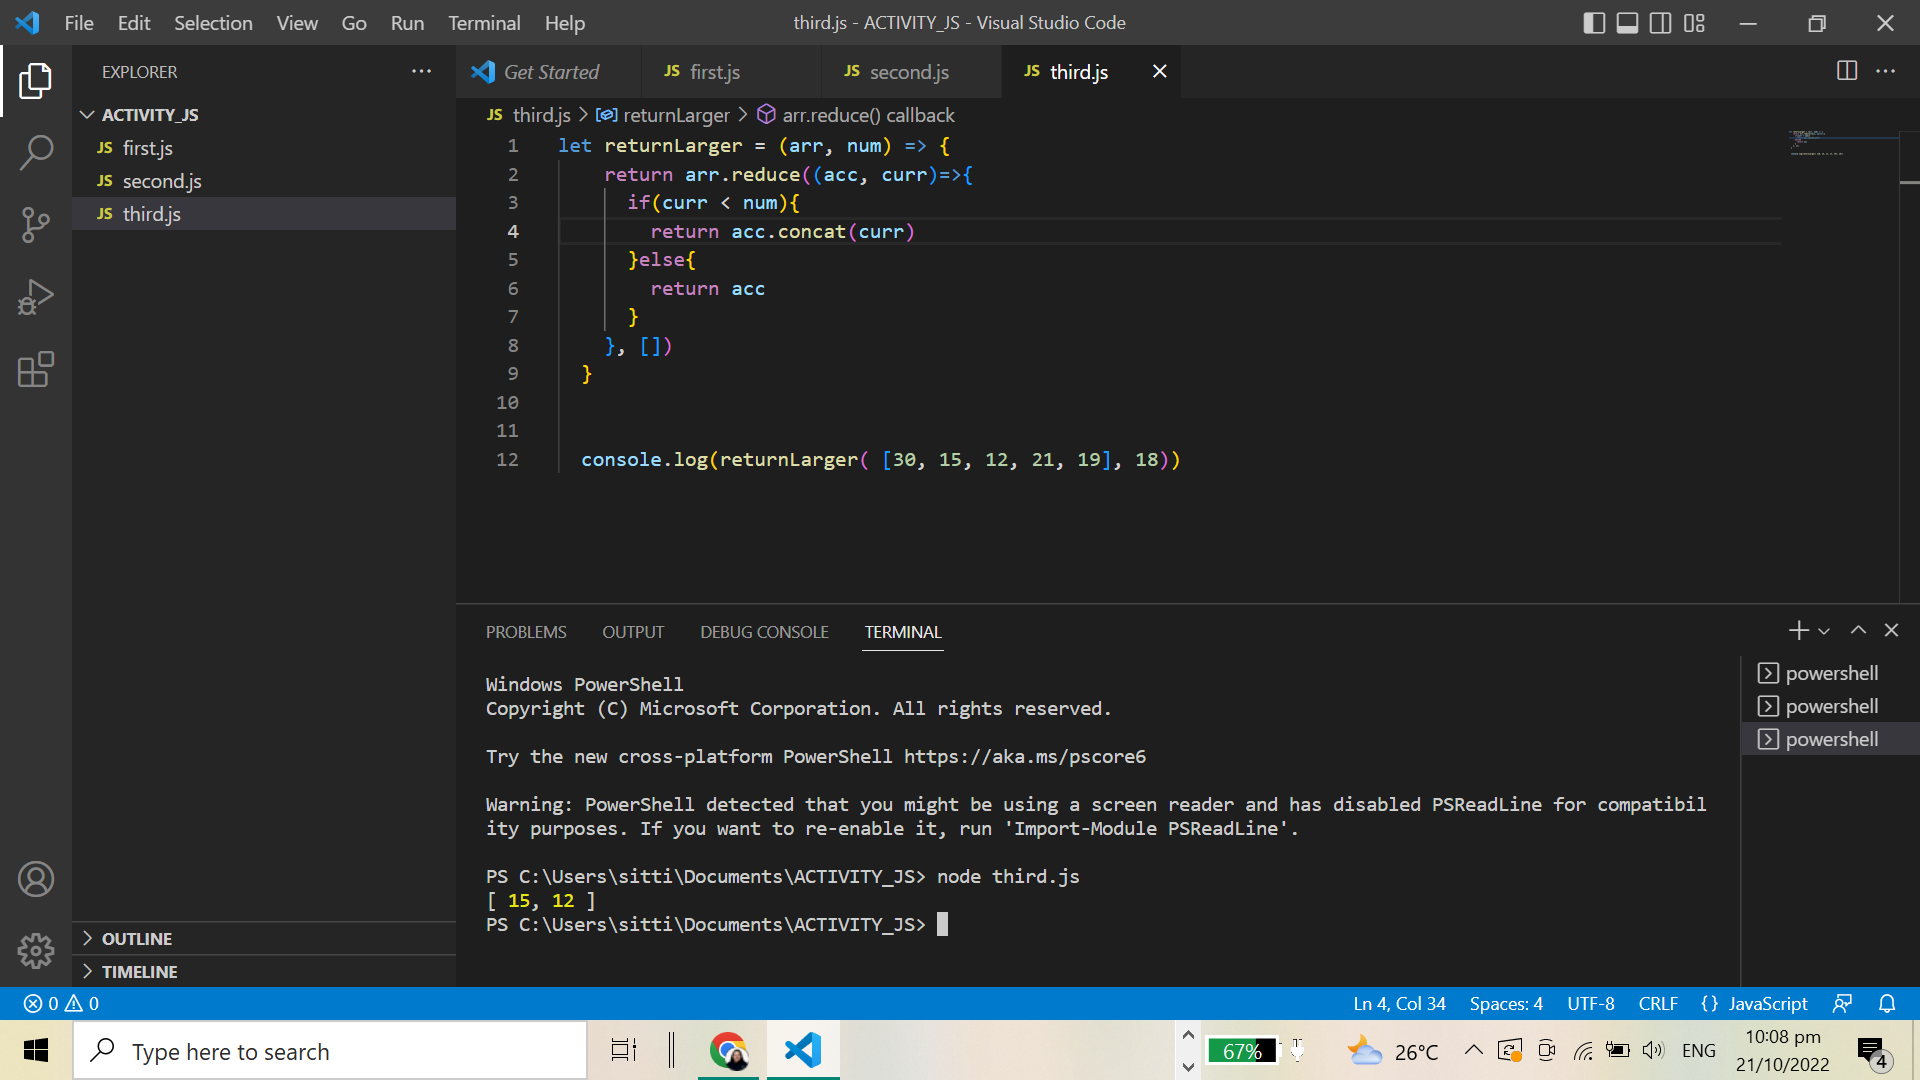 File Edit Selection View Go Run Terminal Help
third.js - ACTIVITY_JS - Visual Studio Code
EXPLORER
ACTIVITY_JS
JS first.js
JS second.js
JS third.js
OUTLINE
TIMELINE
Get Started
JS first.js
JS second.js
JS third.js
JS third.js > returnLarger > arr.reduce() callback
1 let returnLarger = (arr, num) => {
2 return arr.reduce((acc, curr)=>{
3 if(curr < num){
4 return acc.concat(curr)
5 }else{
6 return acc
7 }
8 }, [])
9 }
10
11
12 console.log(returnLarger( [30, 15, 12, 21, 19], 18))
PROBLEMS OUTPUT DEBUG CONSOLE TERMINAL
Windows PowerShell
Copyright (C) Microsoft Corporation. All rights reserved.
Try the new cross-platform PowerShell https://aka.ms/pscore6
Warning: PowerShell detected that you might be using a screen reader and has disabled PSReadLine for compatibil
ity purposes. If you want to re-enable it, run 'Import-Module PSReadLine'.
PS C:\Users\sitti\Documents\ACTIVITY_JS> node third.js
[ 15, 12 ]
PS C:\Users\sitti\Documents\ACTIVITY_JS>
powershell
powershell
powershell
0 0
Ln 4, Col 34 Spaces: 4 UTF-8 CRLF {} JavaScript
Type here to search
67%
26°C
ENG
10:08 pm
21/10/2022
4